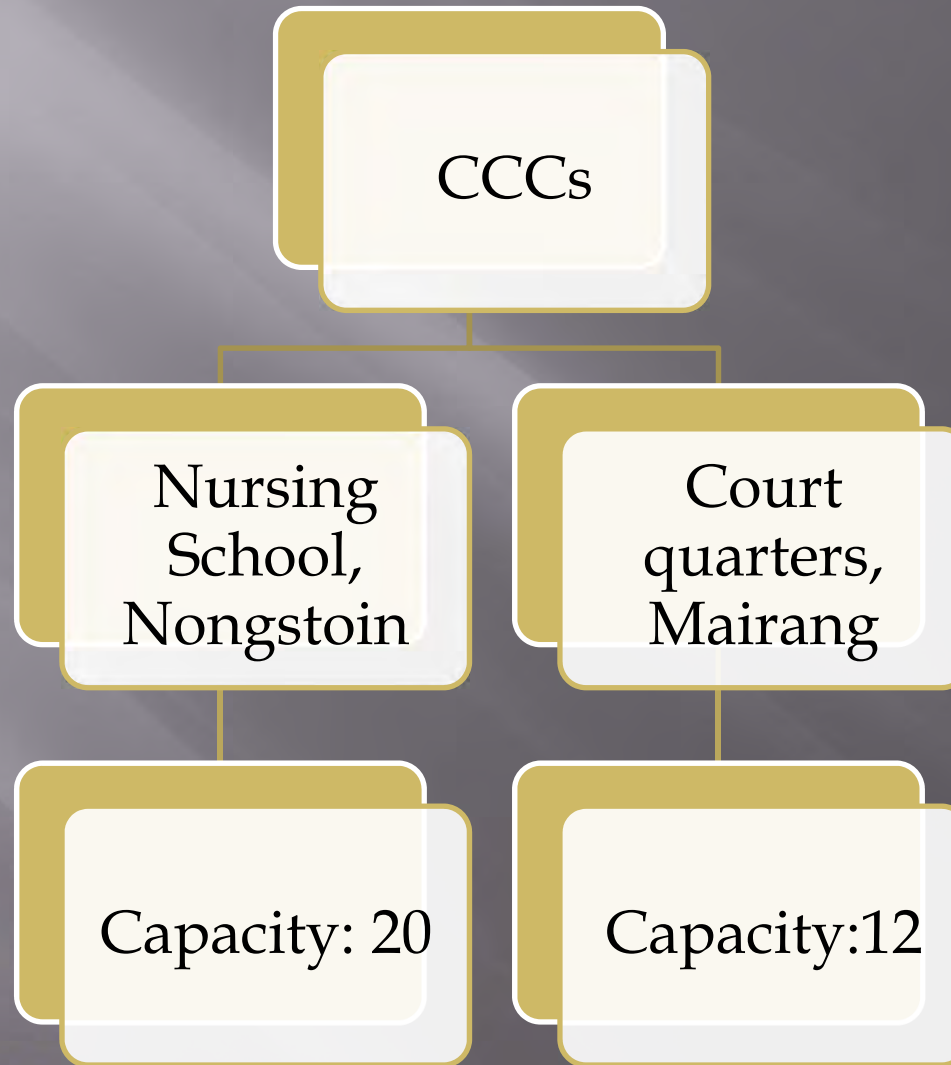 CCCs
Nursing
School,
Nongstoin
Court
quarters,
Mairang
Capacity: 20
Capacity:12